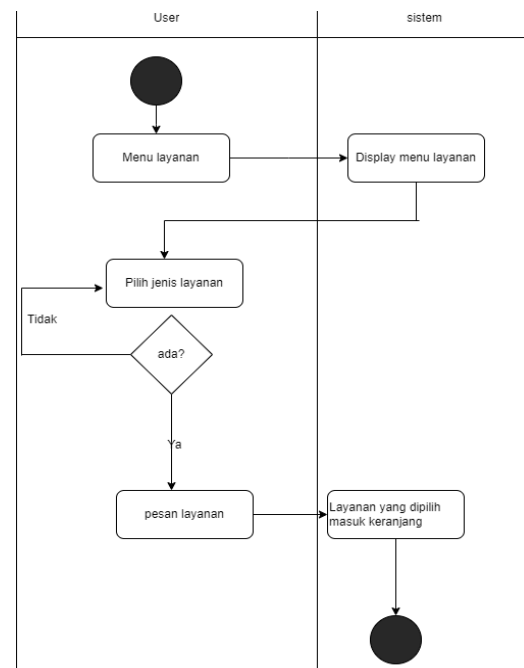 User
sistem
Menu layanan
Display menu layanan
Pilih jenis layanan
Tidak
ada?
Ya
pesan layanan
Layanan yang dipilih
masuk keranjang